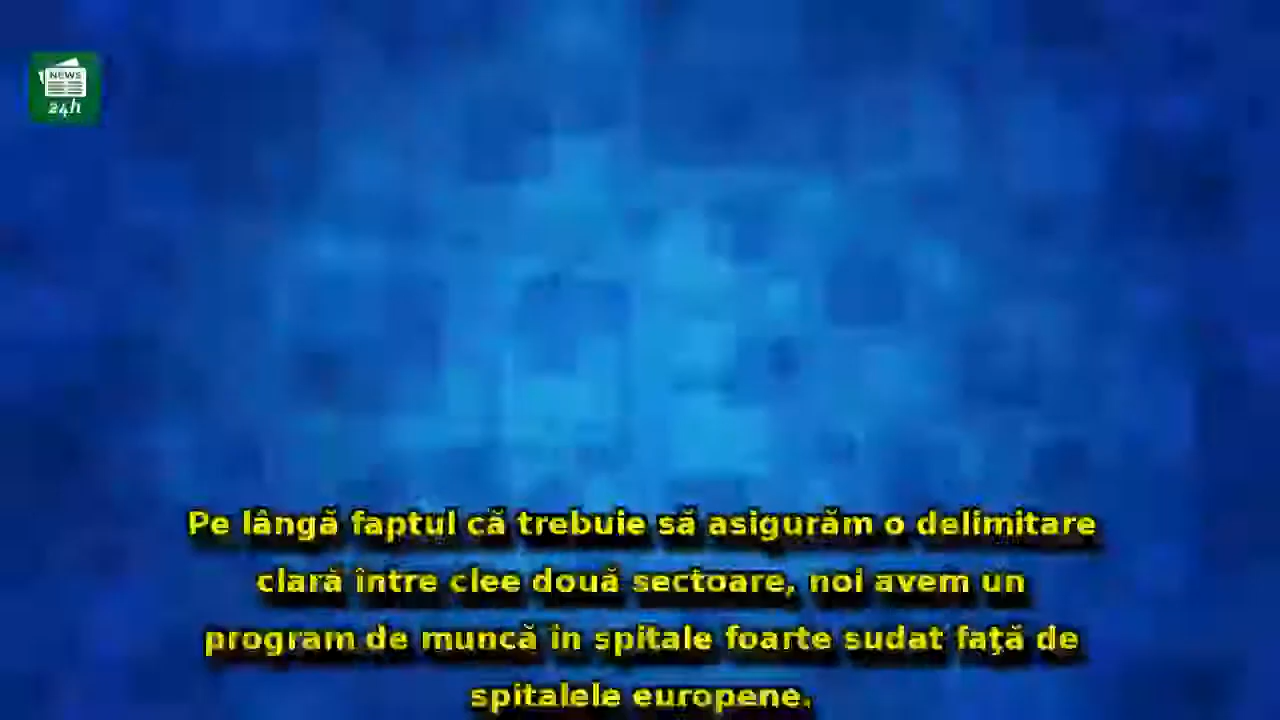 NEWS
24h
Pe lângă faptul că trebuie să asigurăm o delimitare
clară între clee două sectoare, noi avem un
program de muncă în spitale foarte sudat faţă de
spitalele europene.